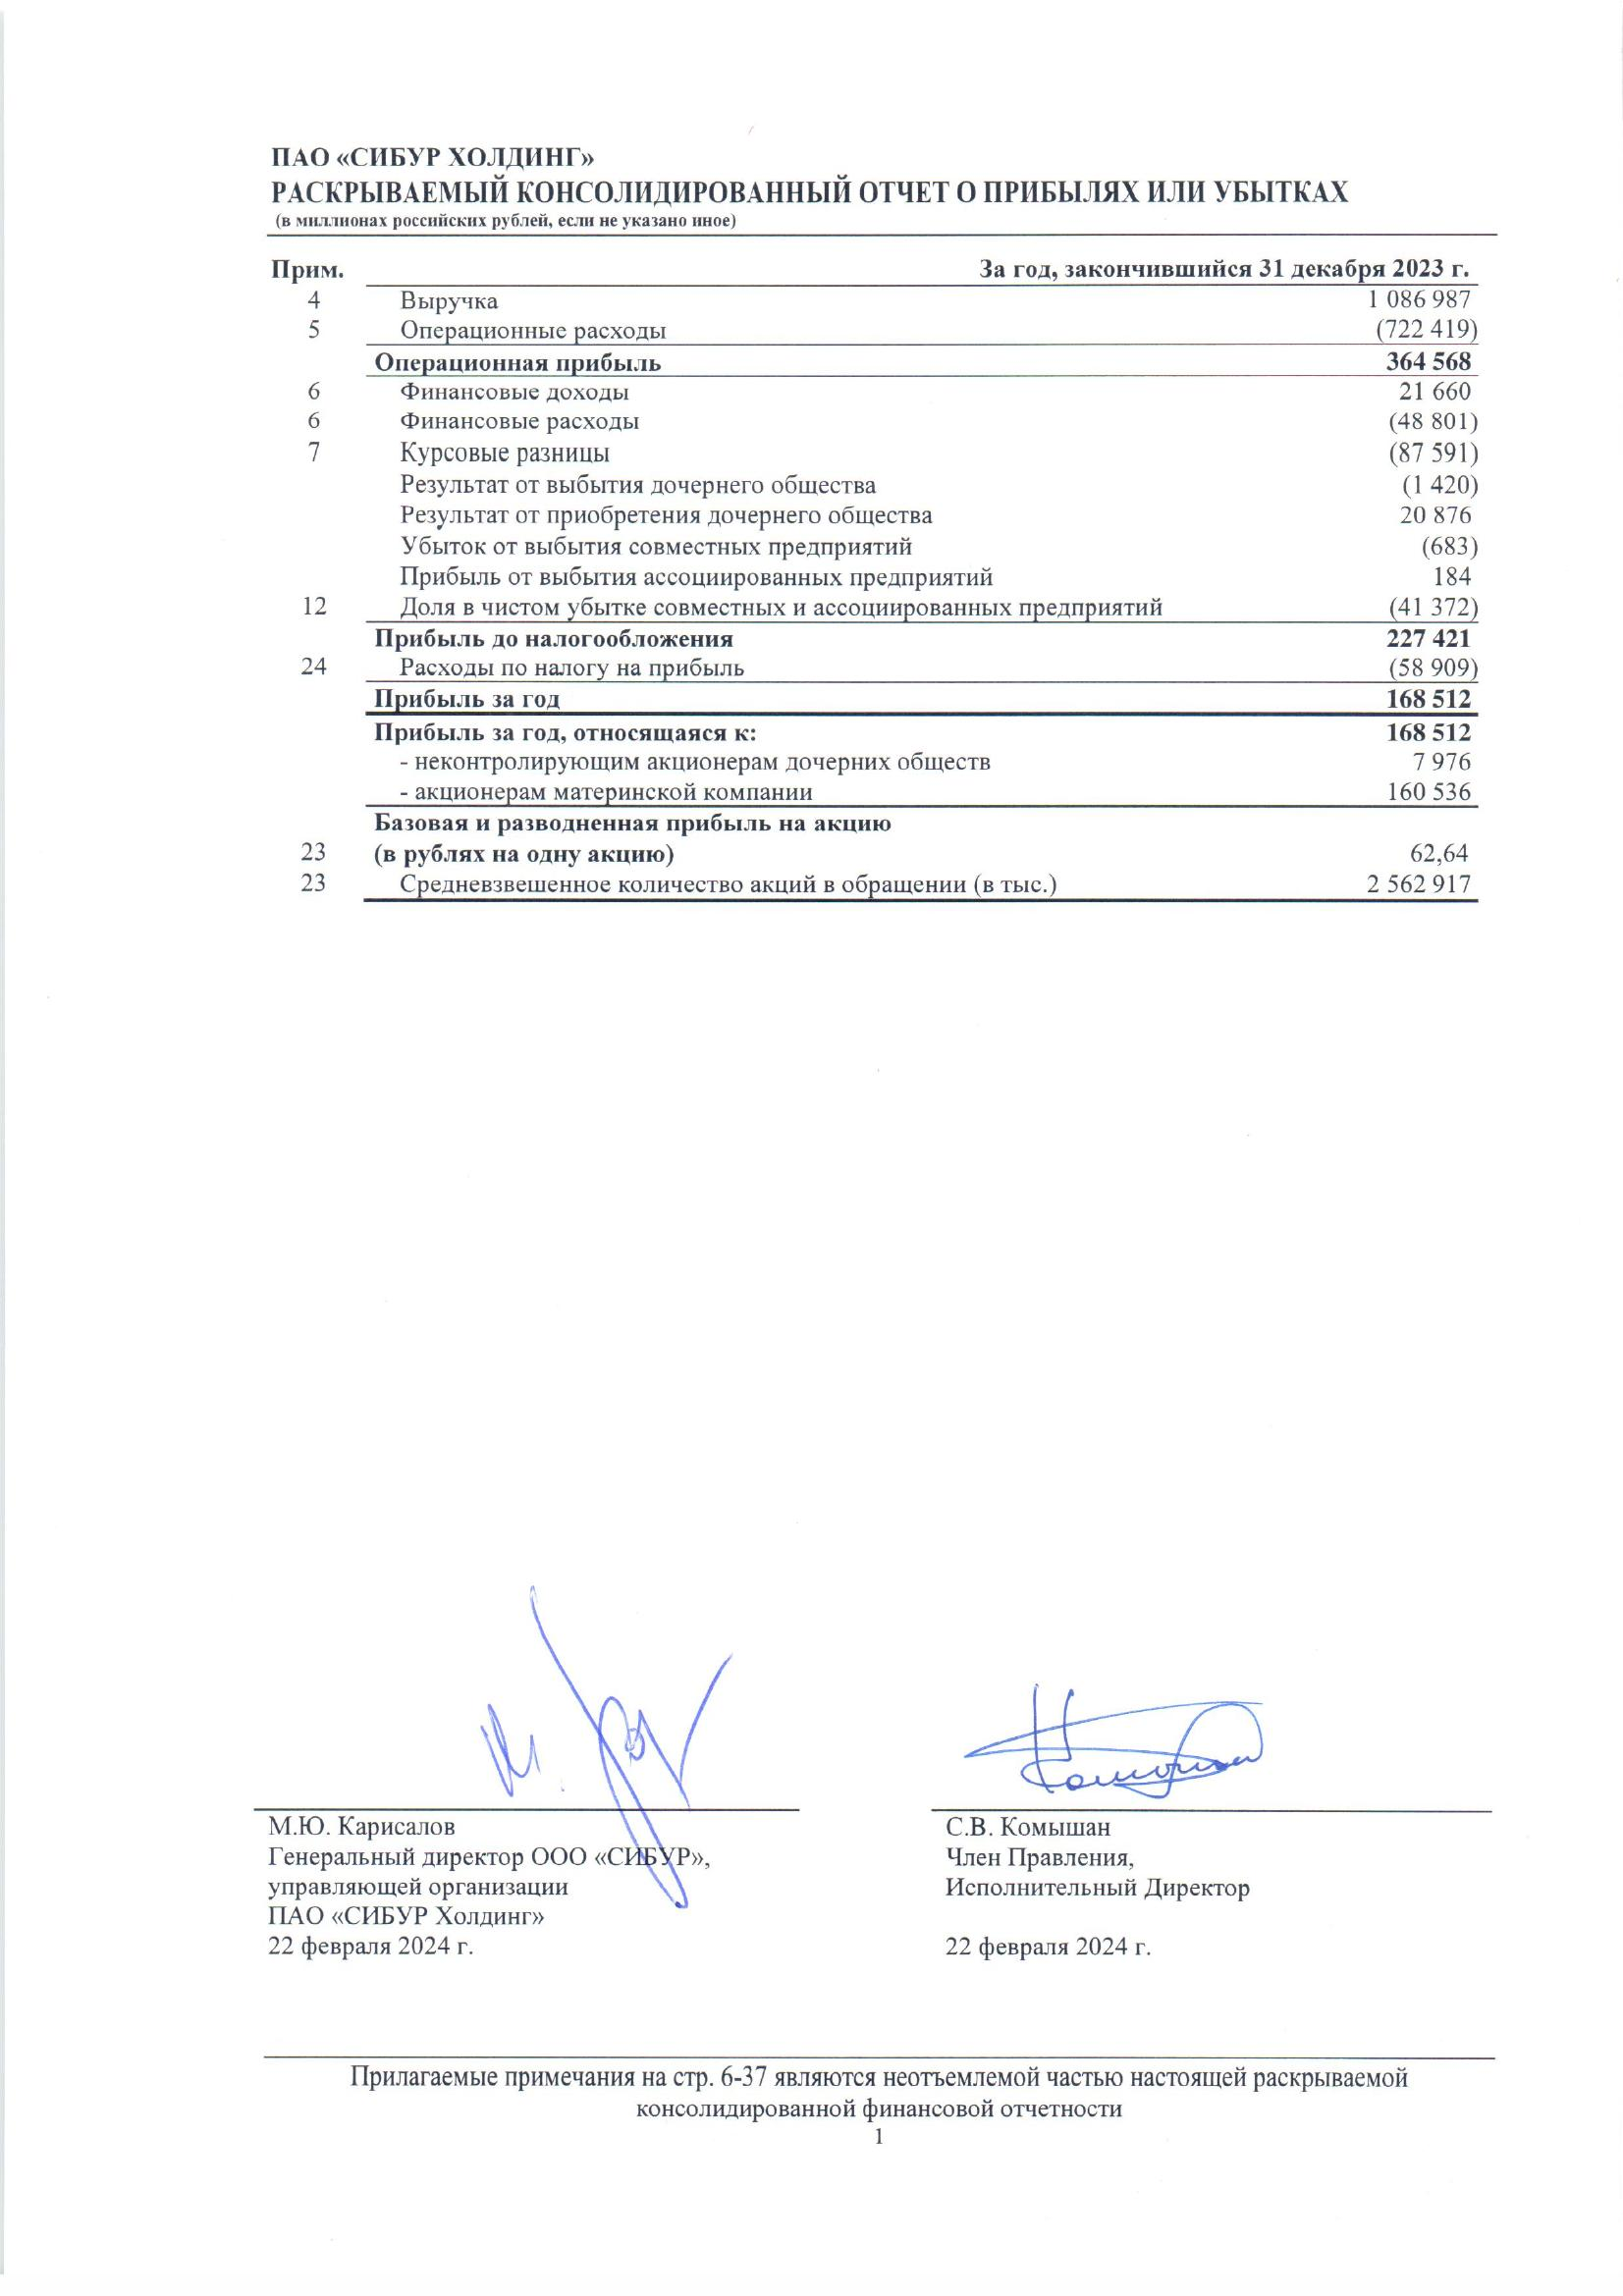 ПАО «СИБУР ХОЛДИНГ»
РАСКРЫВАЕМЫЙ КОНСОЛИДИРОВАННЫЙ ОТЧЕТ О ПРИБЫЛЯХ ИЛИ УБЫТКАХ
(в миллионах российских рублей, если не указано иное)
Прим. За год, закончившийся 31 декабря 2023 г.
4 Выручка 1 086 987
5 Операционные расходы (722 419)
Операционная прибыль 364 568
6 Финансовые доходы 21 660
6 Финансовые расходы (48 801)
7 Курсовые разницы (87 591)
Результат от выбытия дочернего общества (1 420)
Результат от приобретения дочернего общества 20 876
Убыток от выбытия совместных предприятий (683)
Прибыль от выбытия ассоциированных предприятий 184
12 Доля в чистом убытке совместных и ассоциированных предприятий (41 372)
Прибыль до налогообложения 227 421
24 Расходы по налогу на прибыль (58 909)
Прибыль за год 168 512
Прибыль за год, относящаяся к: 168 512
- неконтролирующим акционерам дочерних обществ 7 976
- акционерам материнской компании 160 536
Базовая и разводненная прибыль на акцию
23 (в рублях на одну акцию) 62,64
23 Средневзвешенное количество акций в обращении (в тыс.) 2 562 917
М.Ю. Карисалов
Генеральный директор ООО «СИБУР»,
управляющей организации
ПАО «СИБУР Холдинг»
22 февраля 2024 г.
С.В. Комышан
Член Правления,
Исполнительный Директор
22 февраля 2024 г.
Прилагаемые примечания на стр. 6-37 являются неотъемлемой частью настоящей раскрываемой
консолидированной финансовой отчетности
1